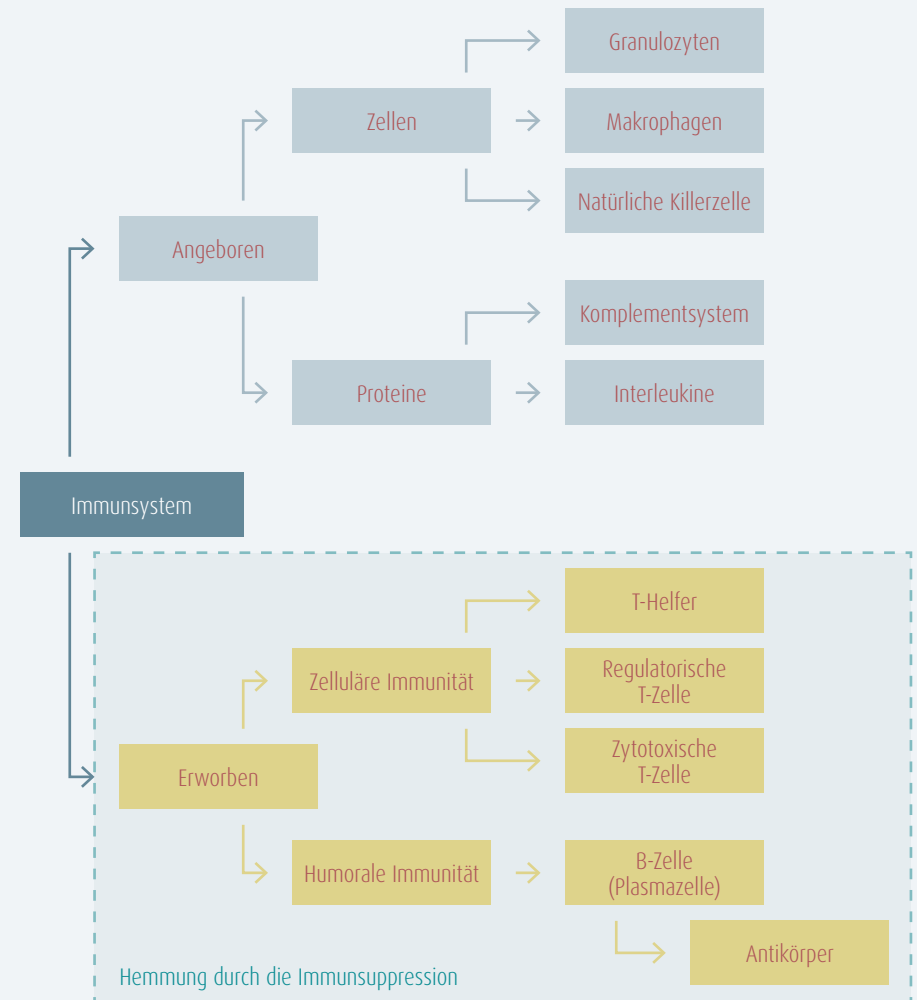 Granulozyten
Zellen
Makrophagen
Natürliche Killerzelle
Angeboren
Komplementsystem
Proteine
Interleukine
Immunsystem
T-Helfer
Zelluläre Immunität
Regulatorische
T-Zelle
Zytotoxische
T-Zelle
Erworben
Humorale Immunität
B-Zelle
(Plasmazelle)
Antikörper
Hemmung durch die Immunsuppression